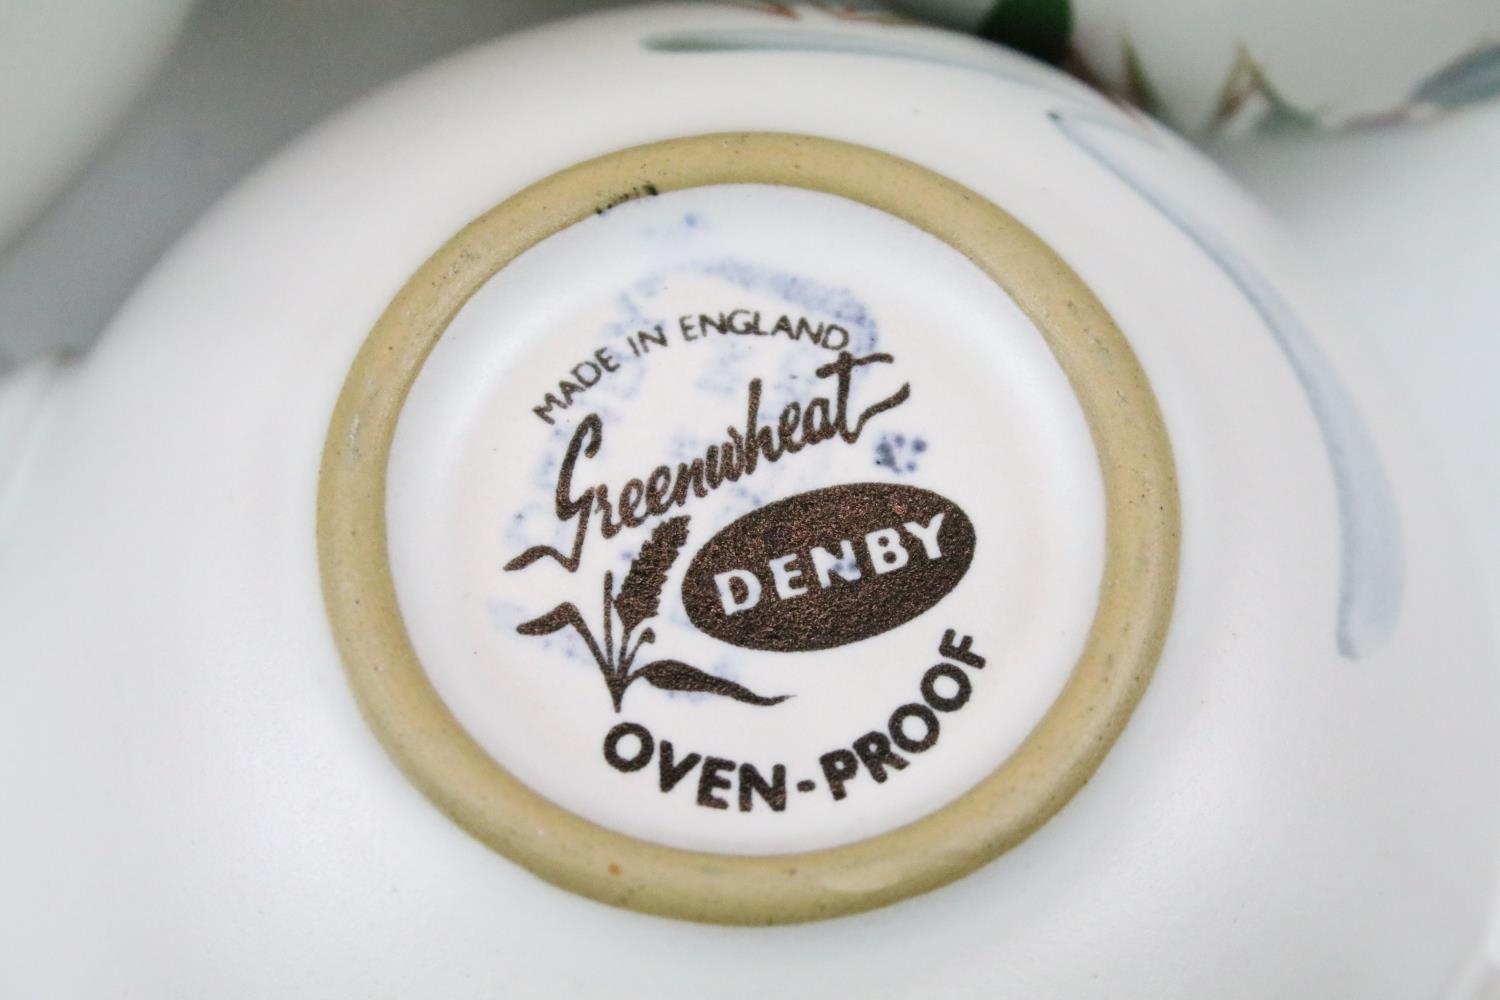 MADE IN ENGLAND
Greenwheat
DENBY
OVEN-PROOF